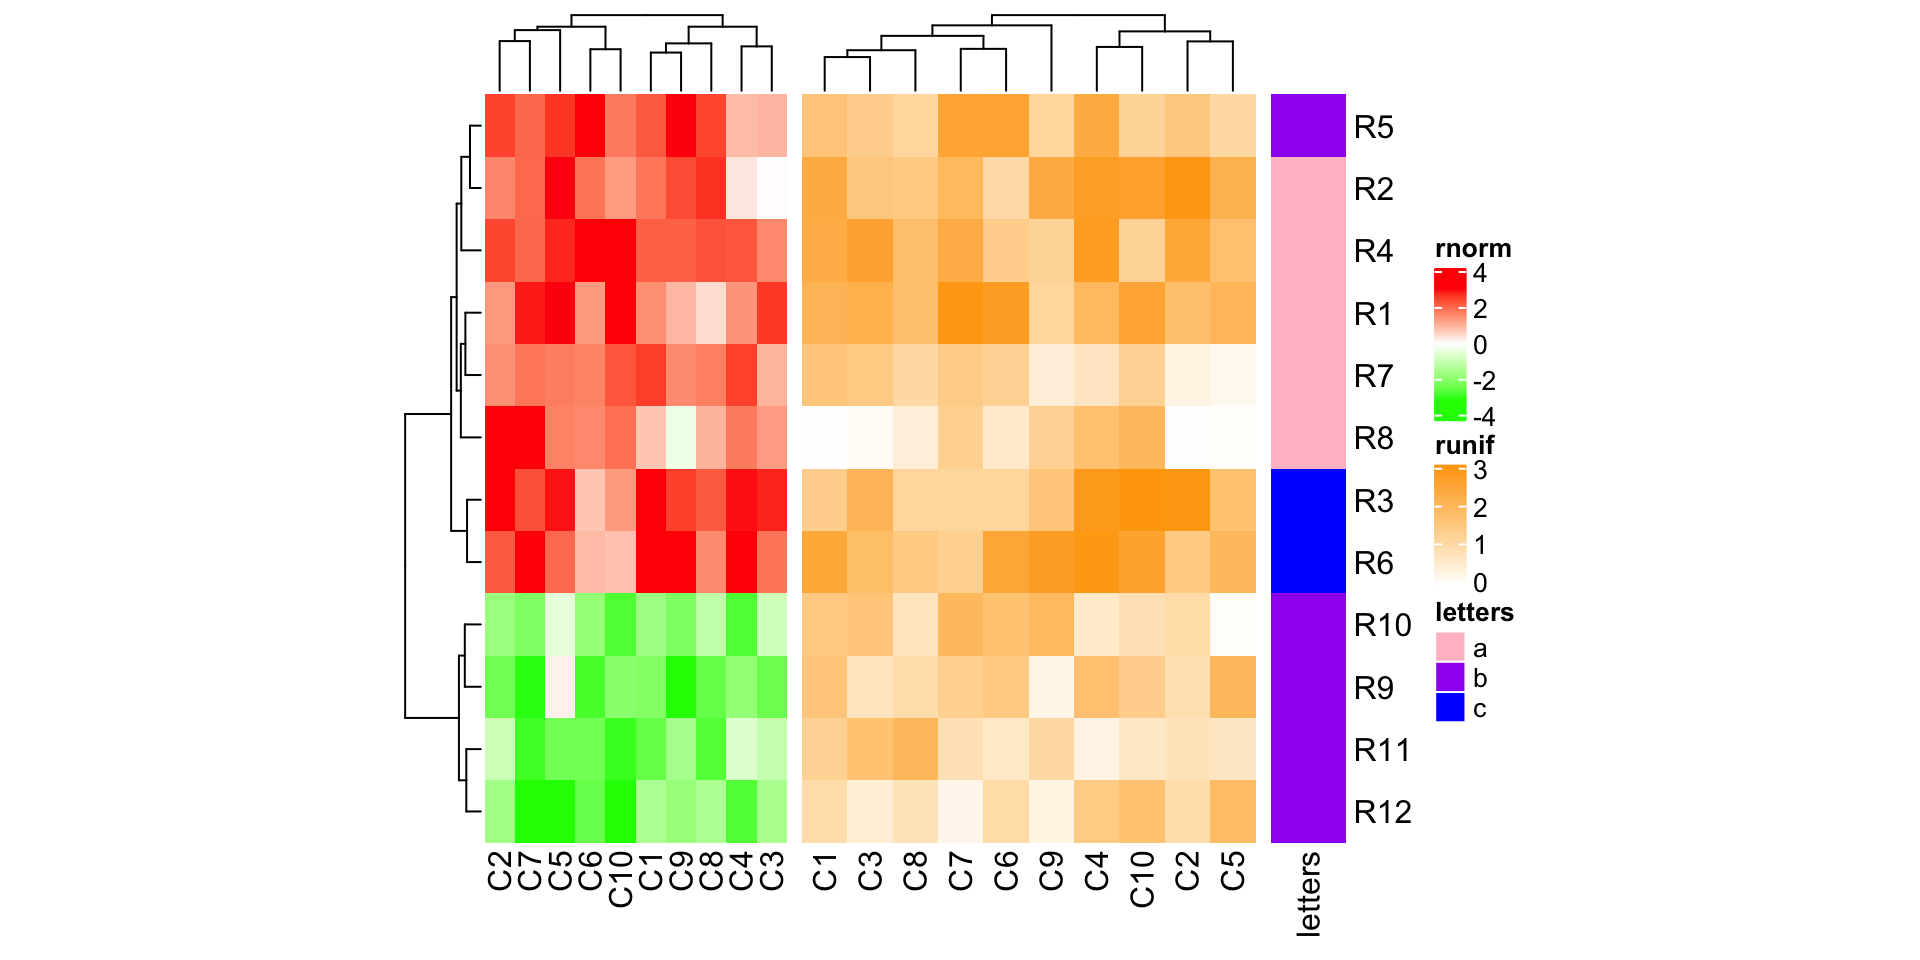 R5
R2
R4
R1
R7
R8
R3
R6
R10
R9
R11
R12
C2 C7 C5 C6 C10 C1 C9 C8 C4 C3
C1 C3 C8 C7 C6 C9 C4 C10 C2 C5
letters
rnorm
4
2
0
-2
-4
runif
3
2
1
0
letters
a
b
c